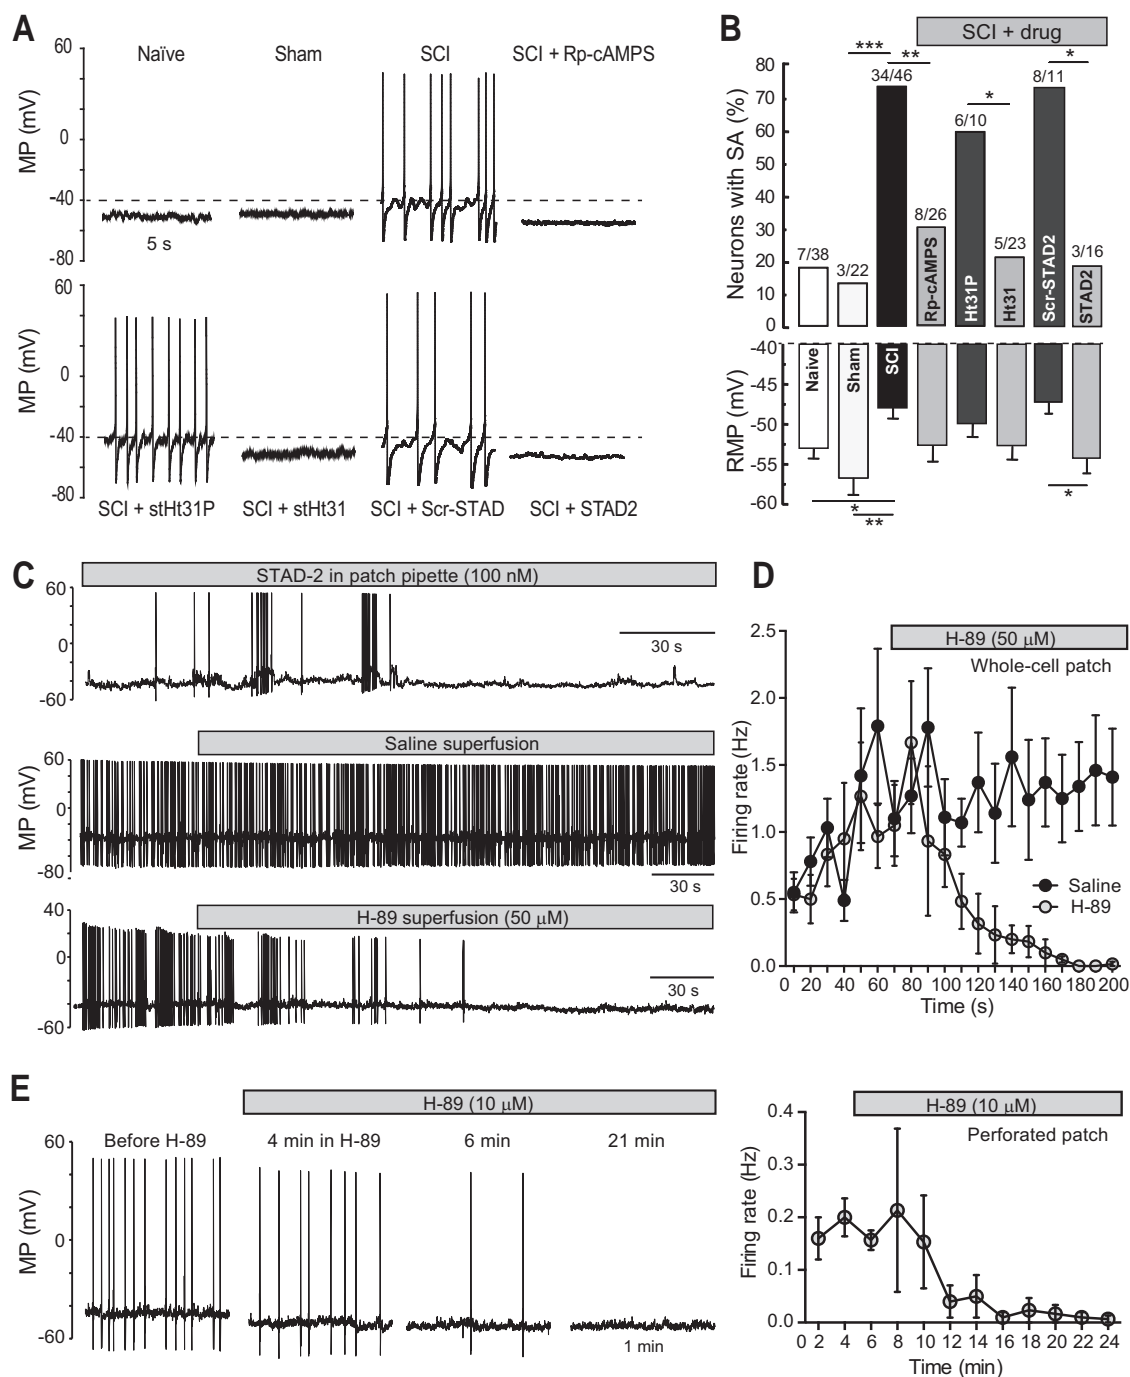 A
60
0
-40
-80
MP (mV)
Naïve
Sham
SCI
SCI + Rp-cAMPS
5 s
60
0
-40
-80
MP (mV)
SCI + stHt31P
SCI + stHt31
SCI + Scr-STAD
SCI + STAD2
B
SCI + drug
*** ** * *
80
70
60
50
40
30
20
10
0
Neurons with SA (%)
7/38
3/22
34/46
8/26
6/10
5/23
8/11
3/16
Rp-cAMPS
Ht31P
Ht31
Scr-STAD2
STAD2
-40
-45
-50
-55
-60
RMP (mV)
Naive
Sham
SCI
*
**
*
C
STAD-2 in patch pipette (100 nM)
60
0
-60
30 s
Saline superfusion
60
0
-80
MP (mV)
30 s
H-89 superfusion (50 µM)
40
0
-60
30 s
D
H-89 (50 µM)
Whole-cell patch
2.5
2.0
1.5
1.0
0.5
0.0
Firing rate (Hz)
Saline
H-89
0 20 40 60 80 100 120 140 160 180 200
Time (s)
E
H-89 (10 µM)
Before H-89
4 min in H-89
6 min
21 min
60
0
-60
MP (mV)
1 min
H-89 (10 µM)
Perforated patch
0.4
0.3
0.2
0.1
0.0
Firing rate (Hz)
0 2 4 6 8 10 12 14 16 18 20 22 24
Time (min)